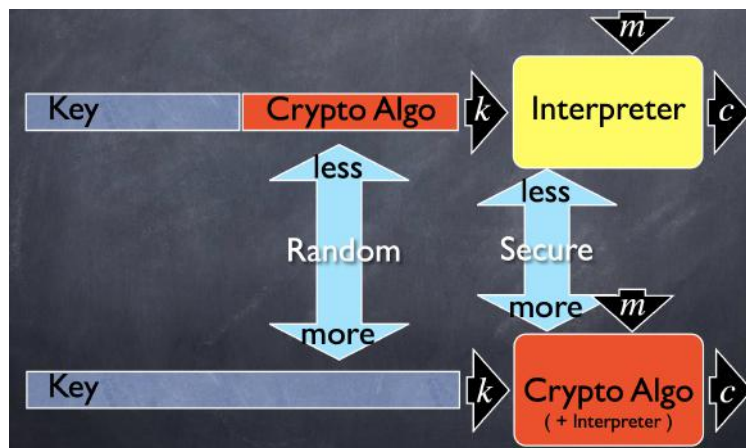 m
Key Crypto Algo k Interpreter c
less less
Random Secure
more more m
Key k Crypto Algo c
( + Interpreter )